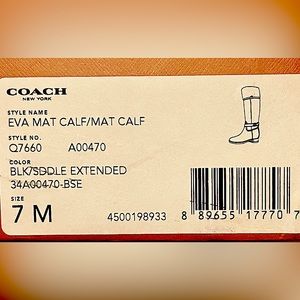 COACH
NEW YORK
STYLE NAME
EVA MAT CALF/MAT CALF
STYLE NO.
Q7660 A00470
COLOR
BLK/SDDLE EXTENDED
34A00470-BSE
SIZE
7 M
4500198933
8 89655 17770 7